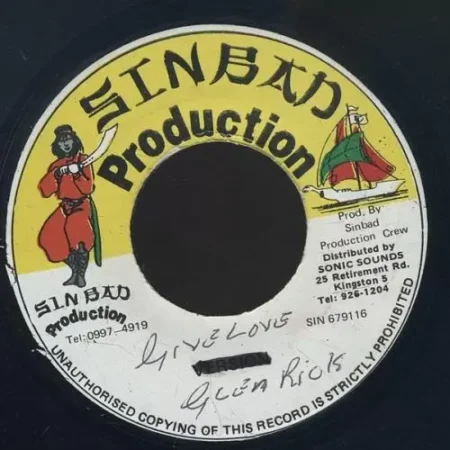 SINBAD
Production
Prod. By
Sinbad
Production Crew
Distributed by
SONIC SOUNDS
25 Retirement Rd.
Kingston 5
Tel: 926-1204
SINBAD
Production
Tel: 0997-4919
SIN 679116
GIVE LOVE
VERSION
GLEN RICKS
UNAUTHORISED COPYING OF THIS RECORD IS STRICTLY PROHIBITED